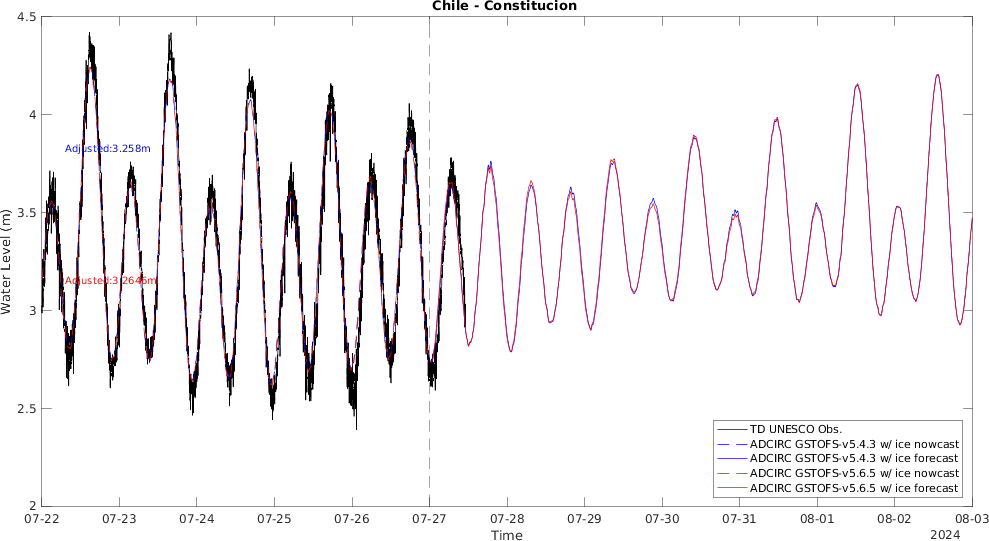 Chile - Constitucion
4.5
4
3.5
3
2.5
2
Water Level (m)
Adjusted:3.258m
Adjusted:3.2646m
TD UNESCO Obs.
ADCIRC GSTOFS-v5.4.3 w/ ice nowcast
ADCIRC GSTOFS-v5.4.3 w/ ice forecast
ADCIRC GSTOFS-v5.6.5 w/ ice nowcast
ADCIRC GSTOFS-v5.6.5 w/ ice forecast
07-22 07-23 07-24 07-25 07-26 07-27 07-28 07-29 07-30 07-31 08-01 08-02 08-03
Time
2024